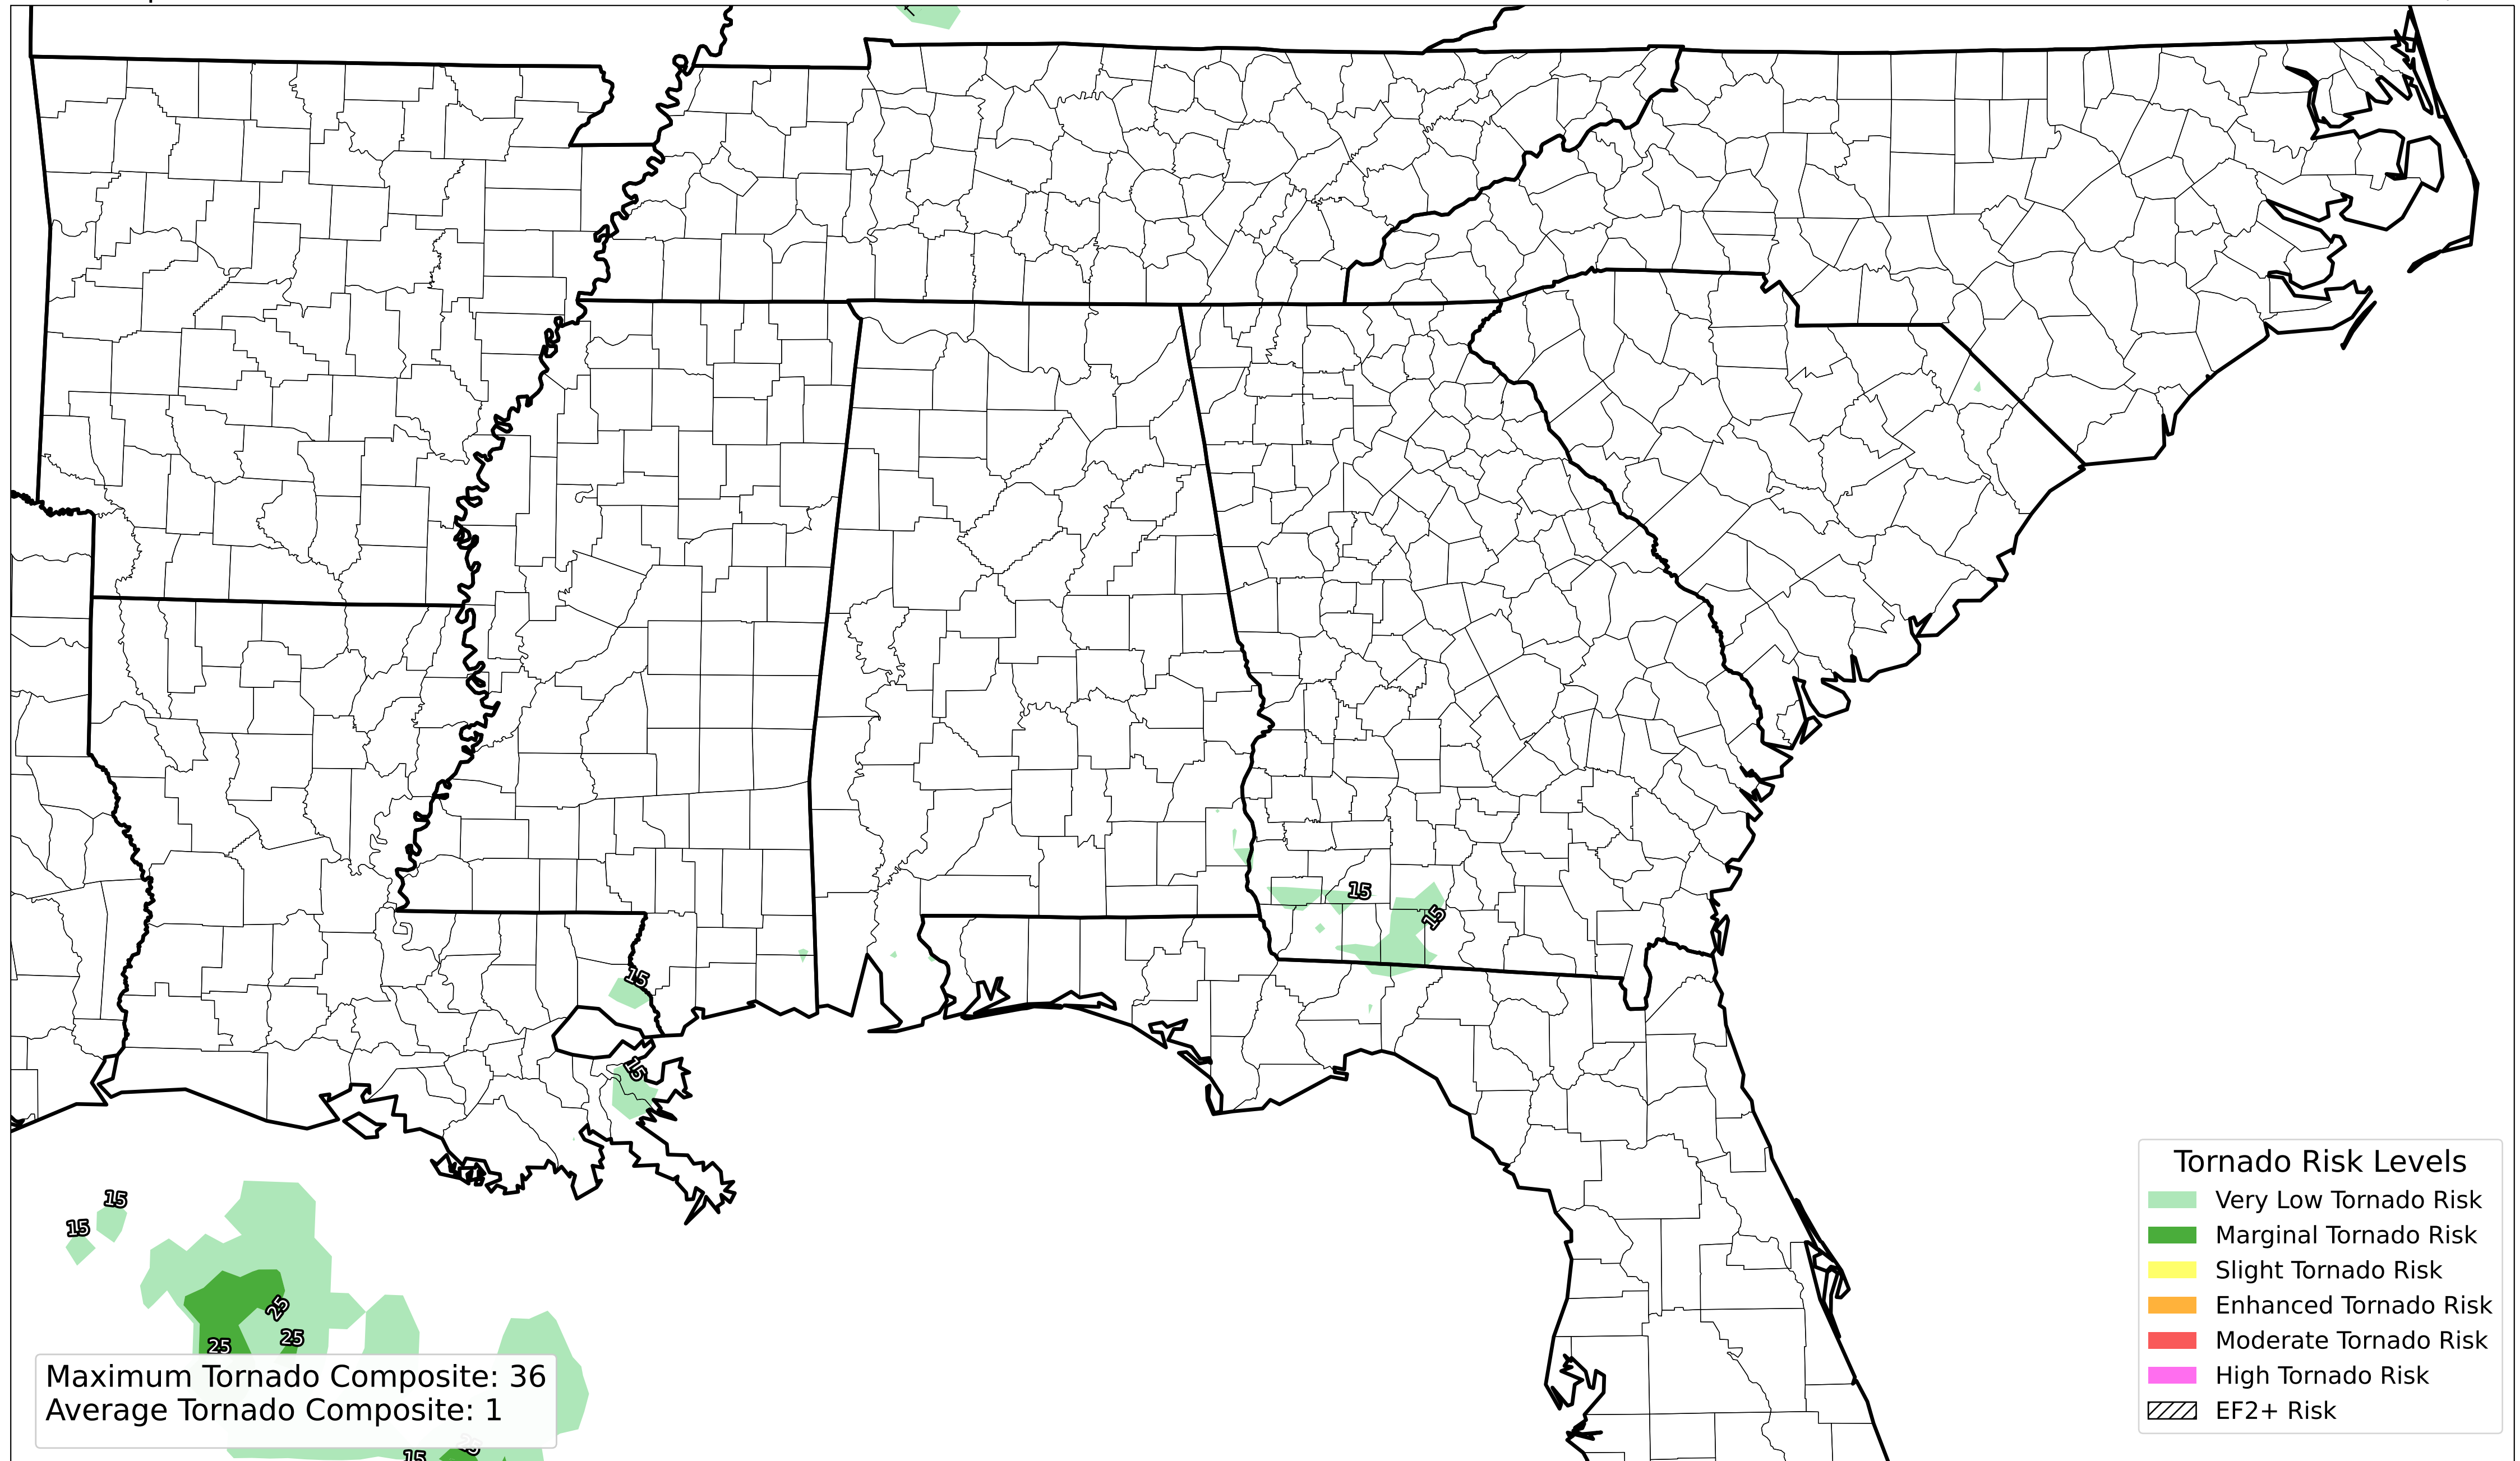 15
15
15
15
15
15
25
25
25
Maximum Tornado Composite: 36
Average Tornado Composite: 1
15
Tornado Risk Levels
Very Low Tornado Risk
Marginal Tornado Risk
Slight Tornado Risk
Enhanced Tornado Risk
Moderate Tornado Risk
High Tornado Risk
EF2+ Risk